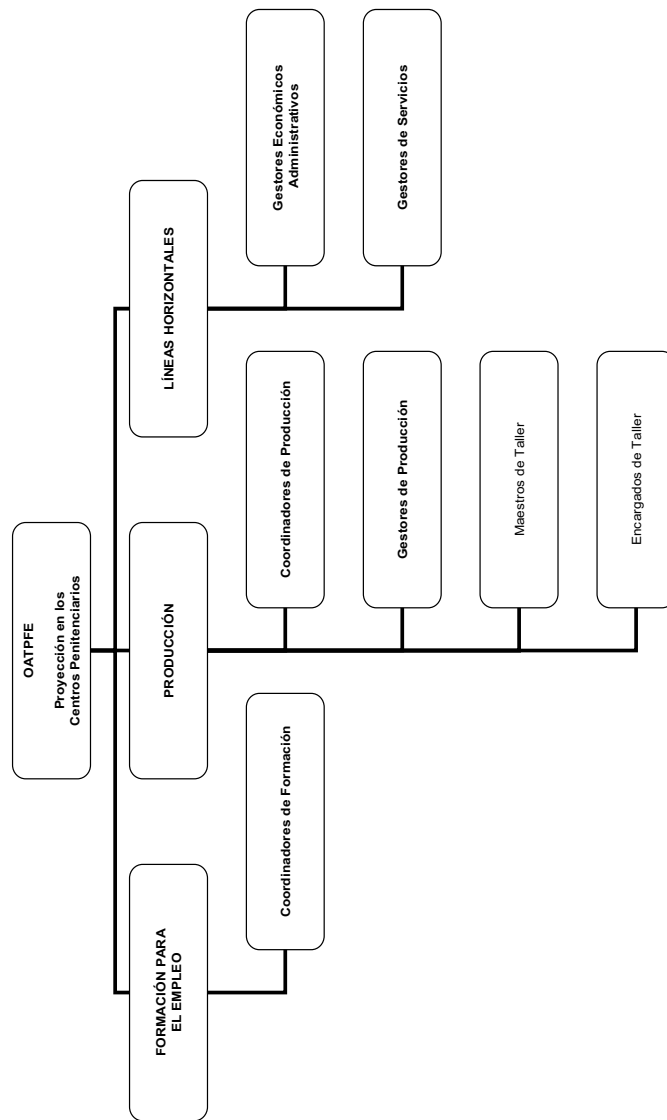 OATPFE
Proyección en los
Centros Penitenciarios
FORMACIÓN PARA
EL EMPLEO
Coordinadores de Formación
PRODUCCIÓN
Coordinadores de Producción
Gestores de Producción
Maestros de Taller
Encargados de Taller
LÍNEAS HORIZONTALES
Gestores Económicos
Administrativos
Gestores de Servicios